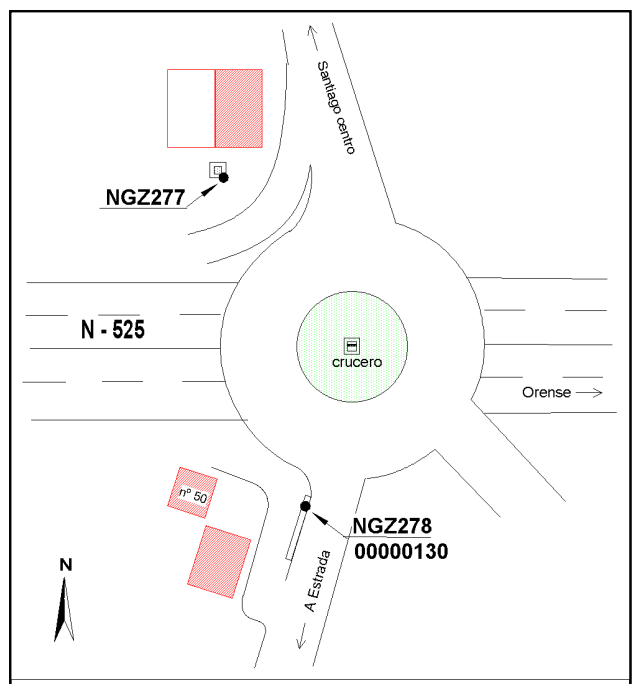 Santiago centro
NGZ277
N - 525
crucero
Orense
nº 50
NGZ278
00000130
A Estrada
N